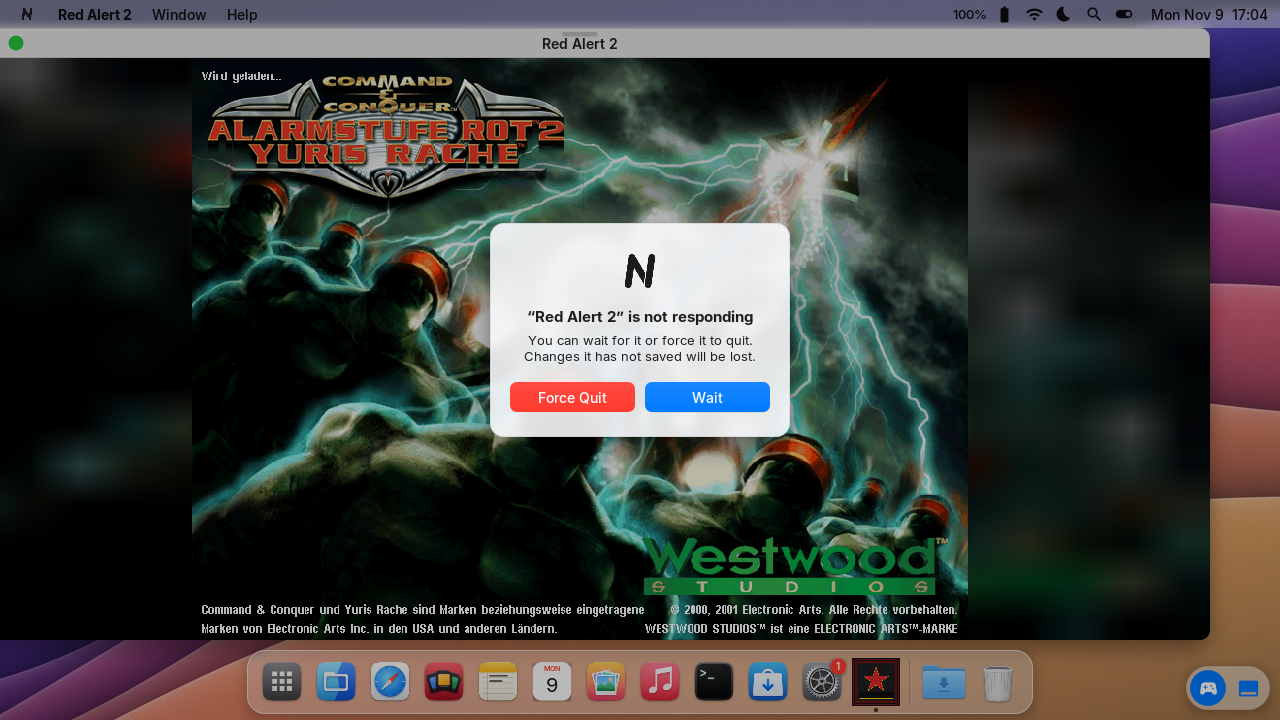 Red Alert 2 Window Help 100% Mon Nov 9 17:04
Red Alert 2
Wird geladen...
COMMAND
&
CONQUER™
ALARMSTUFE ROT 2
YURIS RACHE™
“Red Alert 2” is not responding
You can wait for it or force it to quit.
Changes it has not saved will be lost.
Force Quit Wait
Westwood™
STUDIOS
Command & Conquer und Yuris Rache sind Marken beziehungsweise eingetragene
Marken von Electronic Arts Inc. in den USA und anderen Ländern.
© 2000, 2001 Electronic Arts. Alle Rechte vorbehalten.
WESTWOOD STUDIOS™ ist eine ELECTRONIC ARTS™-MARKE
MON
9
>_
1